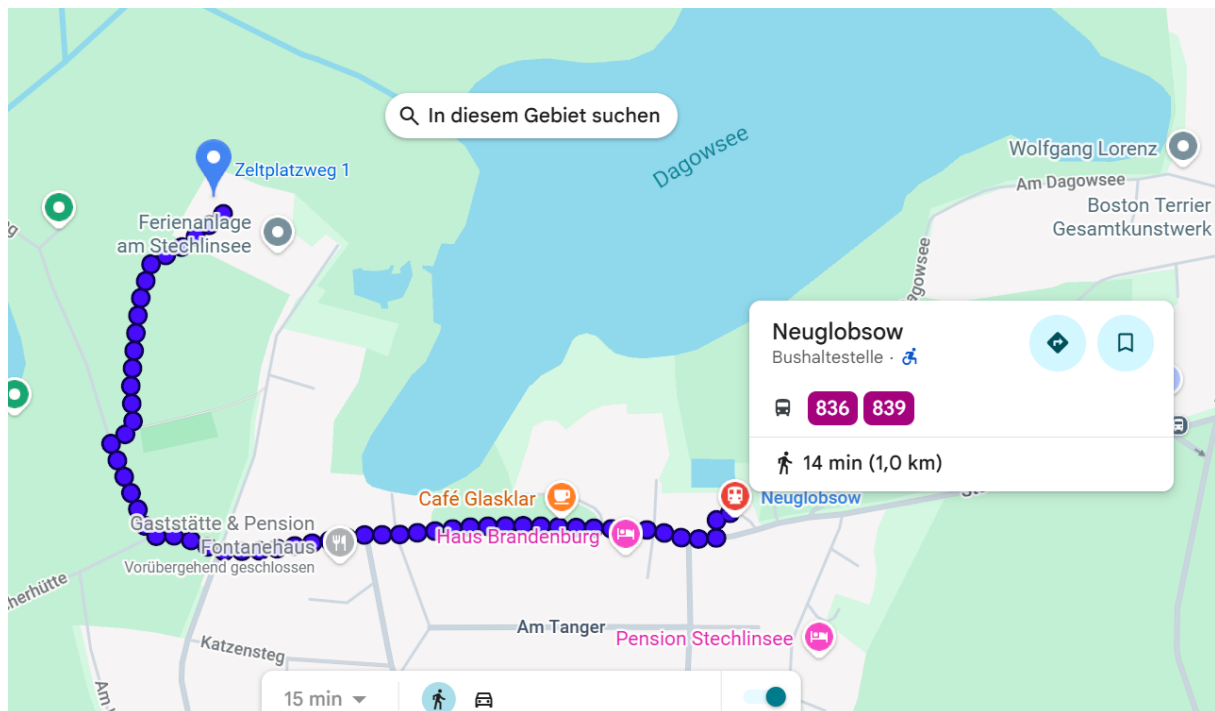 In diesem Gebiet suchen
Dagowsee
Wolfgang Lorenz
Zeltplatzweg 1
Am Dagowsee
Boston Terrier
Gesamtkunstwerk
Ferienanlage
am Stechlinsee
Neuglobsow
Bushaltestelle ·
836 839
14 min (1,0 km)
Café Glasklar
Neuglobsow
Gaststätte & Pension
Fontanehaus
Vorübergehend geschlossen
Haus Brandenburg
Am Tanger
Pension Stechlinsee
Katzensteg
15 min